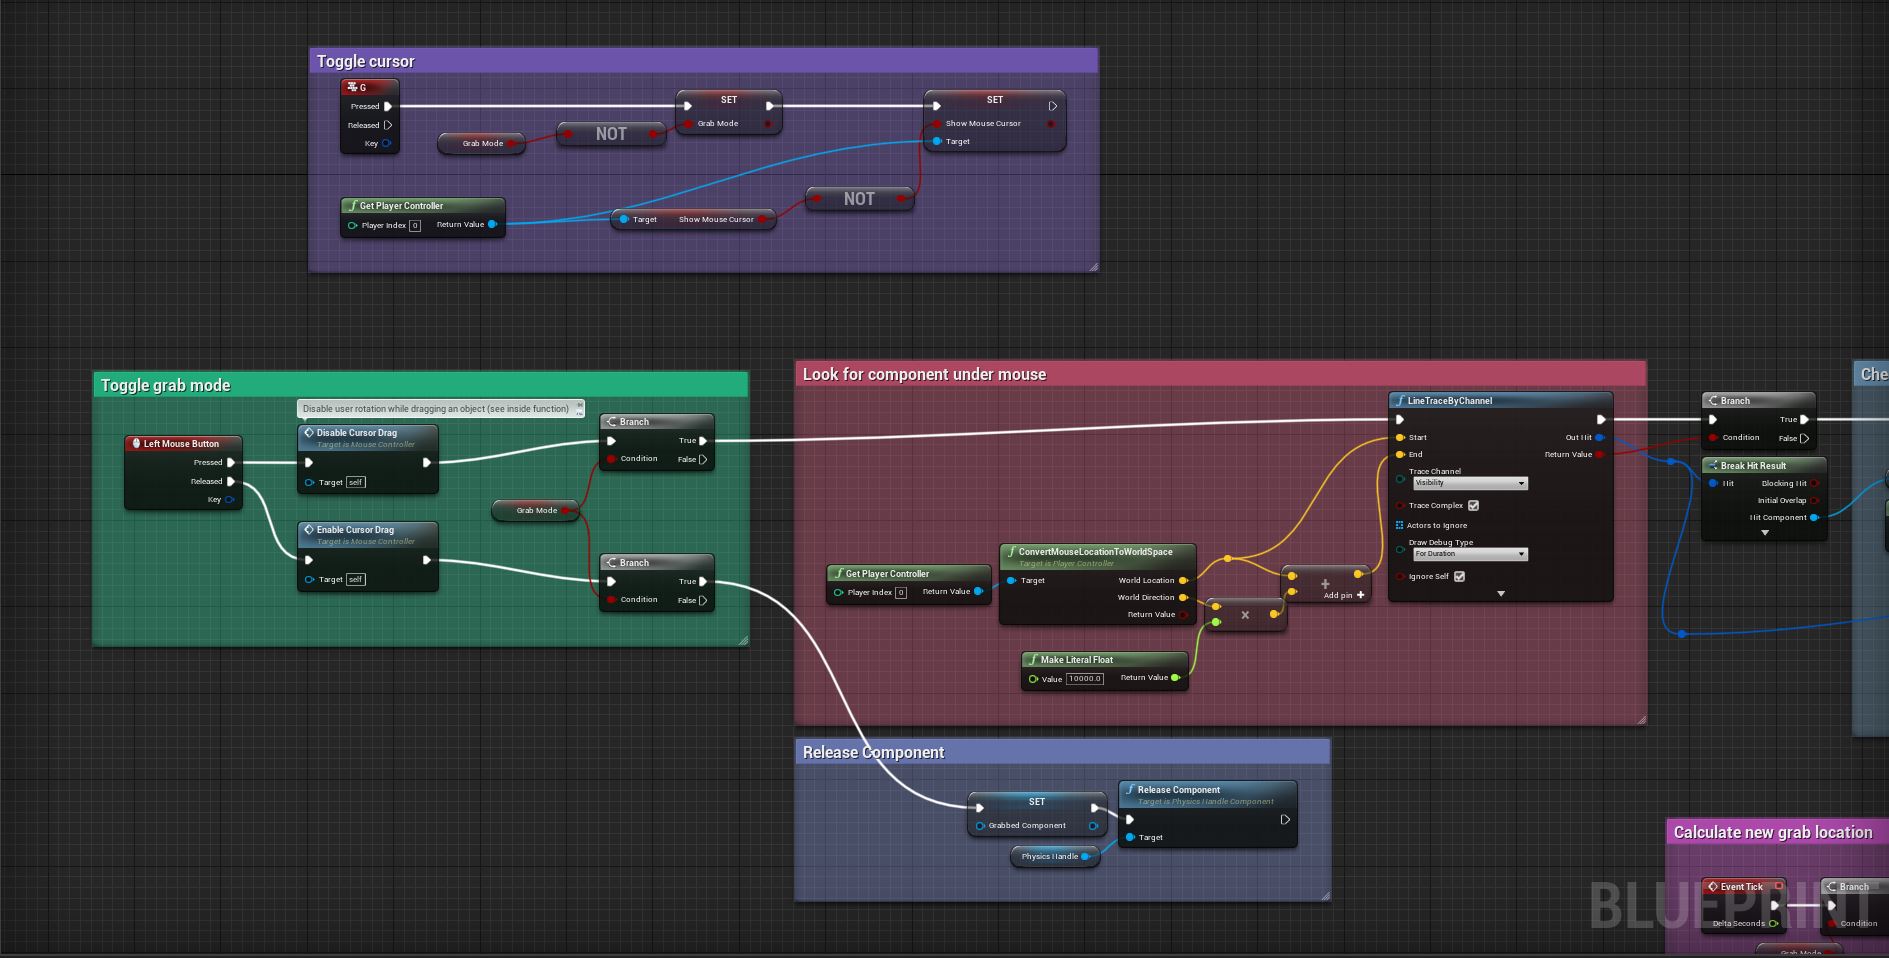 Toggle cursor
G
Pressed
Released
Key
Grab Mode
NOT
SET
Grab Mode
SET
Show Mouse Cursor
Target
Get Player Controller
Player Index 0
Return Value
Target Show Mouse Cursor
NOT
Toggle grab mode
Disable user rotation while dragging an object (see inside function)
Left Mouse Button
Pressed
Released
Key
Disable Cursor Drag
Target is Mouse Controller
Target self
Enable Cursor Drag
Target is Mouse Controller
Target self
Grab Mode
Branch
True
Condition False
Branch
True
Condition False
Look for component under mouse
Get Player Controller
Player Index 0
Return Value
ConvertMouseLocationToWorldSpace
Target is Player Controller
Target
World Location
World Direction
Return Value
Make Literal Float
Value 10000.0
Return Value
×
+
Add pin +
LineTraceByChannel
Start
Out Hit
End
Return Value
Trace Channel
Visibility
Trace Complex
Actors to Ignore
Draw Debug Type
For Duration
Ignore Self
Branch
True
Condition False
Break Hit Result
Hit
Blocking Hit
Initial Overlap
Hit Component
Che
Release Component
SET
Grabbed Component
Physics Handle
Release Component
Target is Physics Handle Component
Target
Calculate new grab location
Event Tick
Delta Seconds
Branch
Condition
Grab Mode
BLUEPRINT